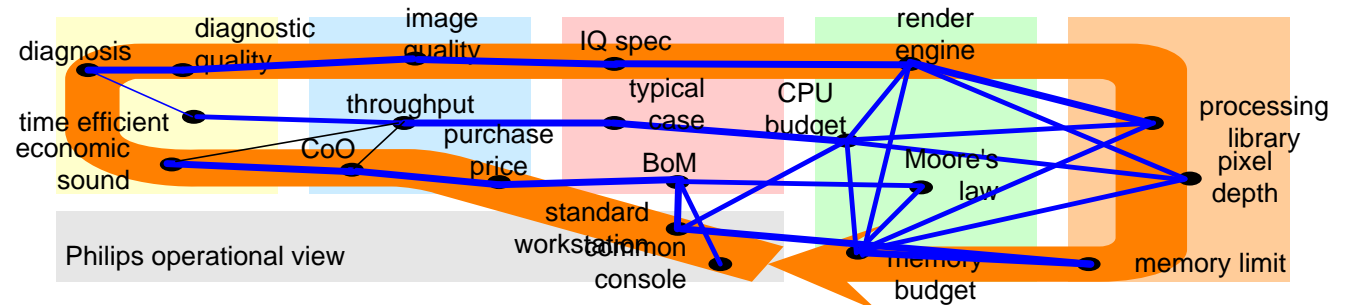 diagnosis
diagnostic
quality
image
quality
IQ spec
render
engine
time efficient
throughput
typical
case
CPU
budget
processing
library
economic
sound
CoO
purchase
price
BoM
Moore's
law
pixel
depth
standard
workstation
common
console
Philips operational view
memory
budget
memory limit